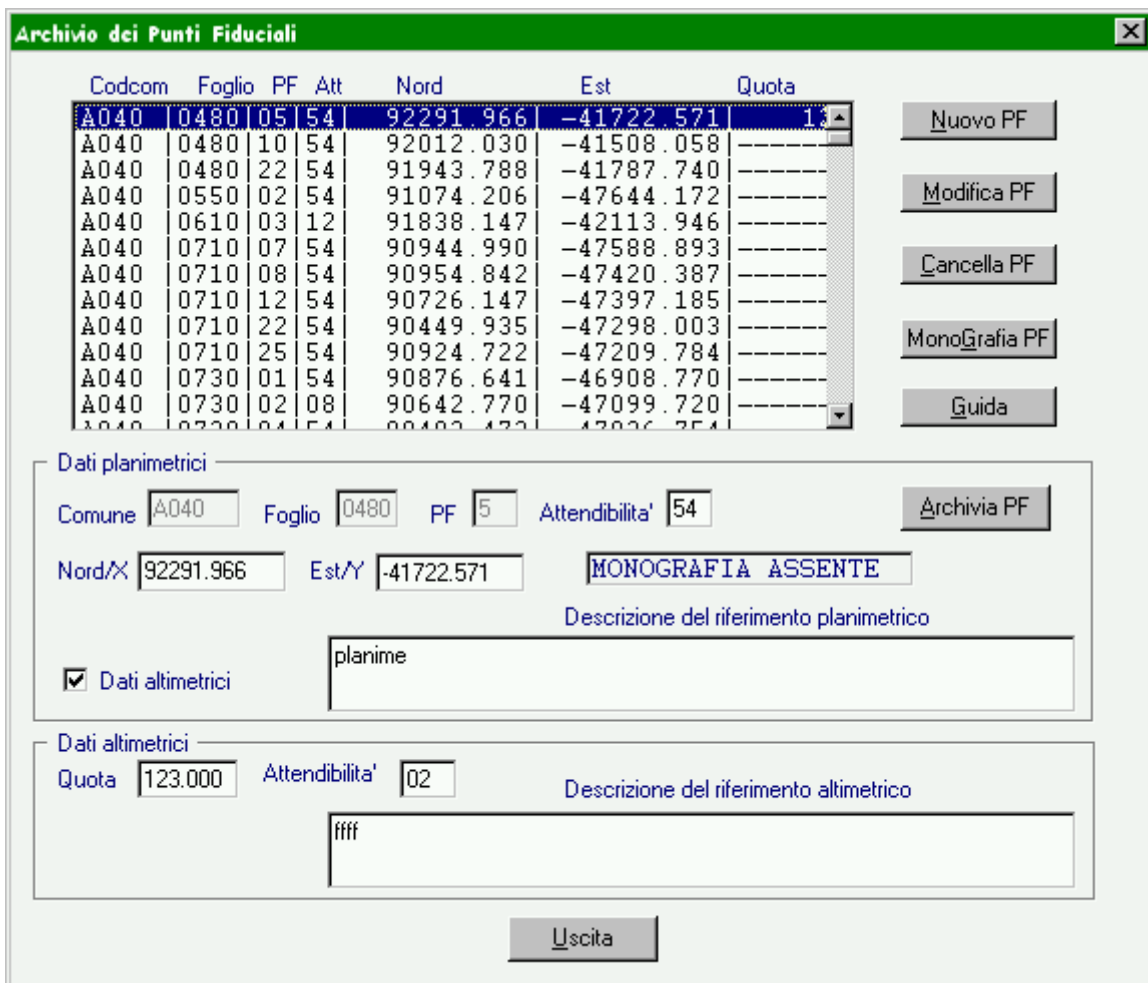 Archivio dei Punti Fiduciali
Codcom Foglio PF Att Nord Est Quota
A040 |0480|05|54| 92291.966| -41722.571| 12
A040 |0480|10|54| 92012.030| -41508.058|------
A040 |0480|22|54| 91943.788| -41787.740|------
A040 |0550|02|54| 91074.206| -47644.172|------
A040 |0610|03|12| 91838.147| -42113.946|------
A040 |0710|07|54| 90944.990| -47588.893|------
A040 |0710|08|54| 90954.842| -47420.387|------
A040 |0710|12|54| 90726.147| -47397.185|------
A040 |0710|22|54| 90449.935| -47298.003|------
A040 |0710|25|54| 90924.722| -47209.784|------
A040 |0730|01|54| 90876.641| -46908.770|------
A040 |0730|02|08| 90642.770| -47099.720|------
Nuovo PF
Modifica PF
Cancella PF
MonoGrafia PF
Guida
Dati planimetrici
Comune A040 Foglio 0480 PF 5 Attendibilita' 54 Archivia PF
Nord/X 92291.966 Est/Y -41722.571 MONOGRAFIA ASSENTE
Descrizione del riferimento planimetrico
planime
Dati altimetrici
Dati altimetrici
Quota 123.000 Attendibilita' 02 Descrizione del riferimento altimetrico
ffff
Uscita